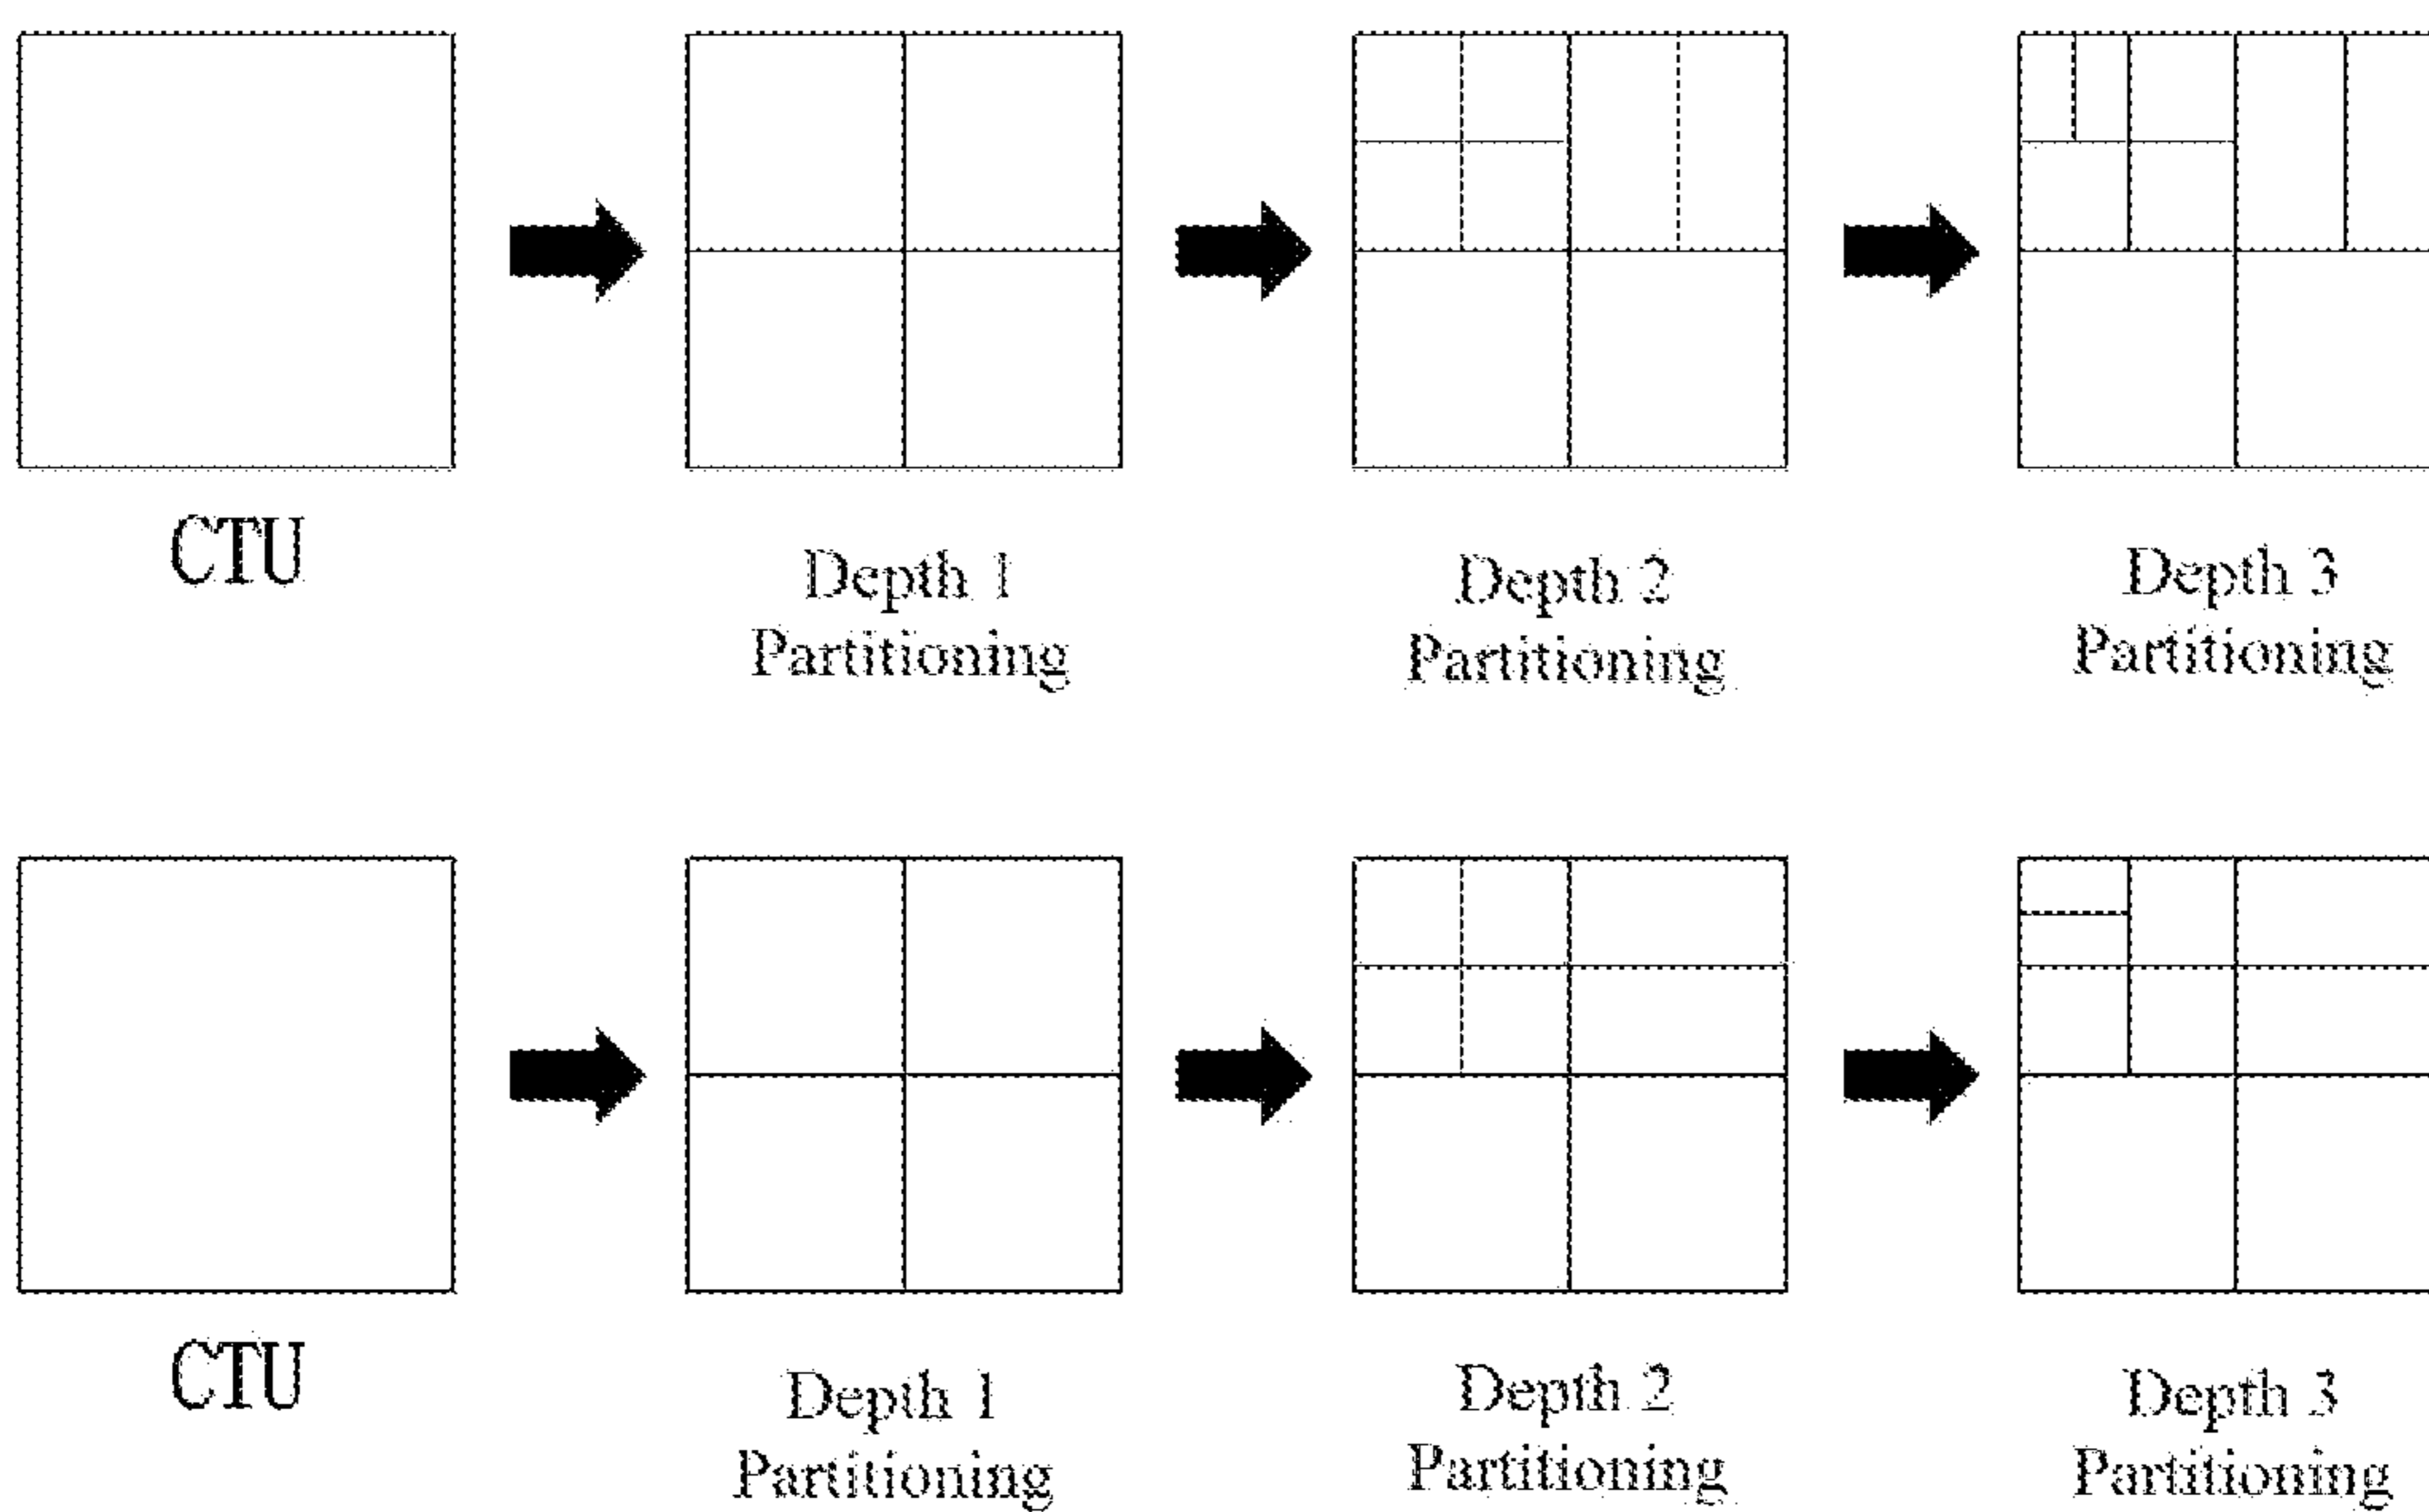 CTU
Depth 1
Partitioning
Depth 2
Partitioning
Depth 3
Partitioning
CTU
Depth 1
Partitioning
Depth 2
Partitioning
Depth 3
Partitioning